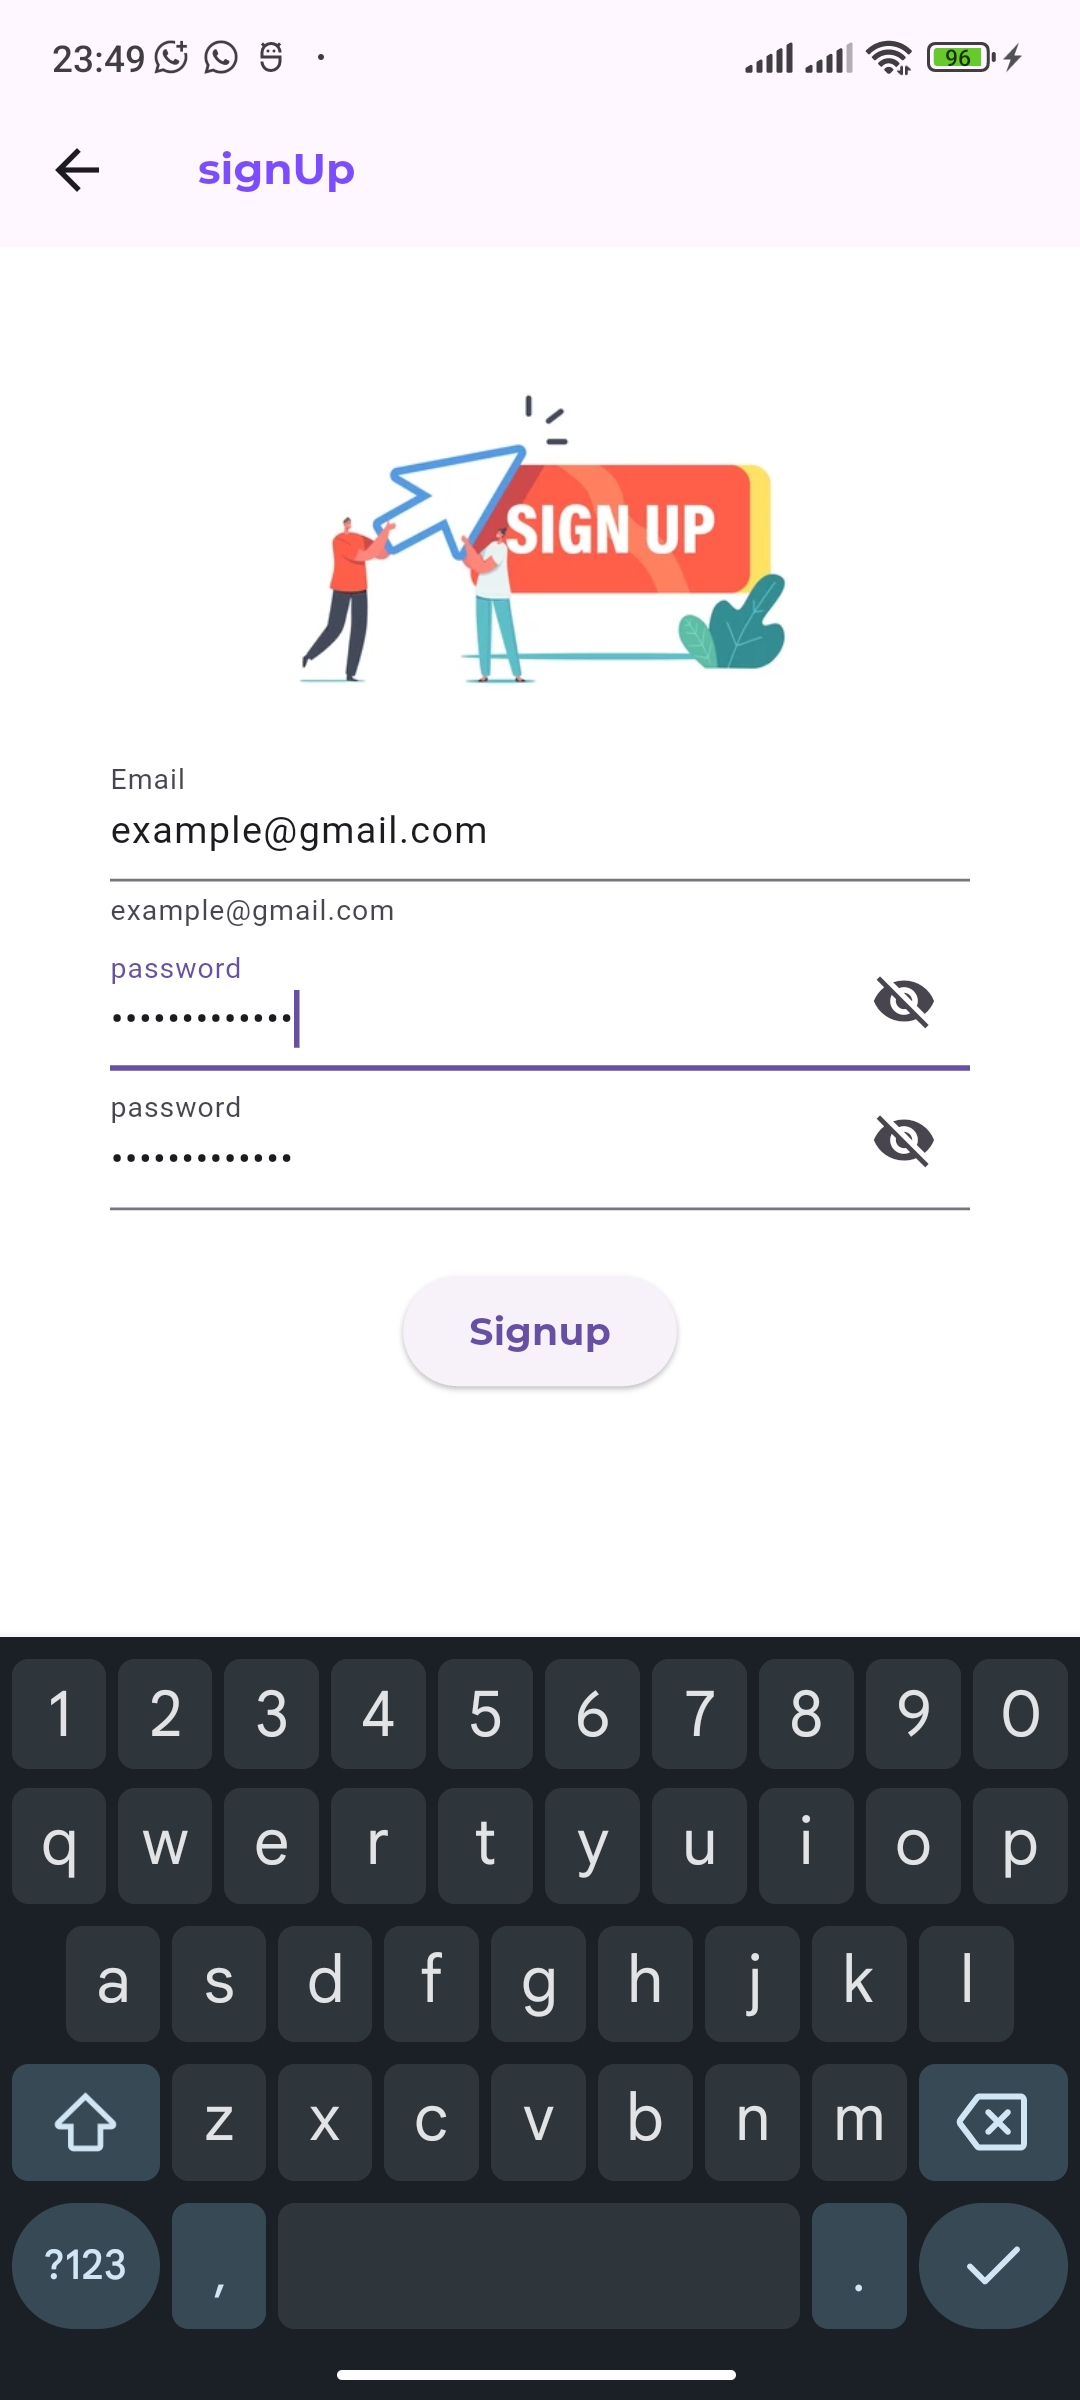 23:49
96
signUp
SIGN UP
Email
example@gmail.com
example@gmail.com
password
•••••••••••••
password
•••••••••••••
Signup
1 2 3 4 5 6 7 8 9 0
q w e r t y u i o p
a s d f g h j k l
z x c v b n m
?123 , .